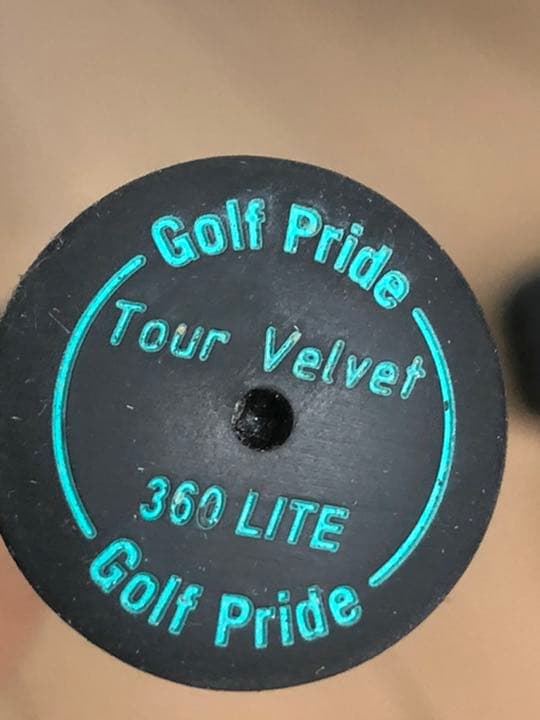 Golf Pride
Tour Velvet
360 LITE
Golf Pride